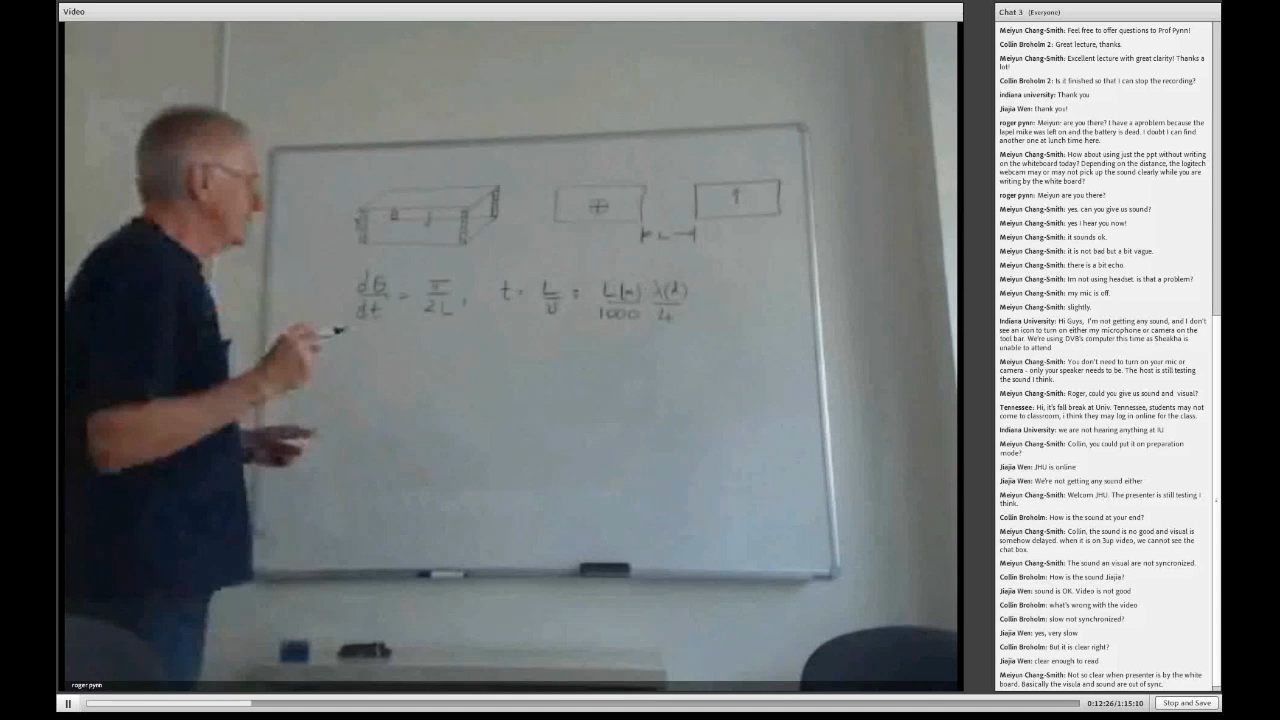 Video
Chat 3 (Everyone)
Meiyun Chang-Smith: Feel free to offer questions to Prof Pynn!
Collin Broholm 2: Great lecture, thanks.
Meiyun Chang-Smith: Excellent lecture with great clarity! Thanks a
lot!
Collin Broholm 2: Is it finished so that I can stop the recording?
indiana university: Thank you
Jiajia Wen: thank you!
roger pynn: Meiyun: are you there? I have a aproblem because the
lapel mike was left on and the battery is dead. I doubt I can find
another one at lunch time here.
Meiyun Chang-Smith: How about using just the ppt without writing
on the whiteboard today? Depending on the distance, the logitech
webcam may or may not pick up the sound clearly while you are
writing by the white board?
roger pynn: Meiyun are you there?
Meiyun Chang-Smith: yes, can you give us sound?
Meiyun Chang-Smith: yes I hear you now!
Meiyun Chang-Smith: it sounds ok.
Meiyun Chang-Smith: it is not bad but a bit vague.
Meiyun Chang-Smith: there is a bit echo.
Meiyun Chang-Smith: Im not using headset. is that a problem?
Meiyun Chang-Smith: my mic is off.
Meiyun Chang-Smith: slightly.
Indiana University: Hi Guys, I'm not getting any sound, and I don't
see an icon to turn on either my microphone or camera on the
tool bar. We're using DVB's computer this time as Sheakha is
unable to attend
Meiyun Chang-Smith: You don't need to turn on your mic or
camera - only your speaker needs to be. The host is still testing
the sound I think.
Meiyun Chang-Smith: Roger, could you give us sound and visual?
Tennessee: Hi, it's fall break at Univ. Tennessee, students may not
come to classroom, i think they may log in online for the class.
Indiana University: we are not hearing anything at IU
Meiyun Chang-Smith: Collin, you could put it on preparation
mode?
Jiajia Wen: JHU is online
Jiajia Wen: We're not getting any sound either
Meiyun Chang-Smith: Welcom JHU. The presenter is still testing I
think.
Collin Broholm: How is the sound at your end?
Meiyun Chang-Smith: Collin, the sound is no good and visual is
somehow delayed. when it is on 3up video, we cannot see the
chat box.
Meiyun Chang-Smith: The sound an visual are not syncronized.
Collin Broholm: How is the sound Jiajia?
Jiajia Wen: sound is OK. Video is not good
Collin Broholm: what's wrong with the video
Collin Broholm: slow not synchronized?
Jiajia Wen: yes, very slow
Collin Broholm: But it is clear right?
Jiajia Wen: clear enough to read
Meiyun Chang-Smith: Not so clear when presenter is by the white
board. Basically the visula and sound are out of sync.
L
dθ/dt = π/2L , t = L/v = L(m)/1000 λ(Å)/4
roger pynn
0:12:26/1:15:10
Stop and Save